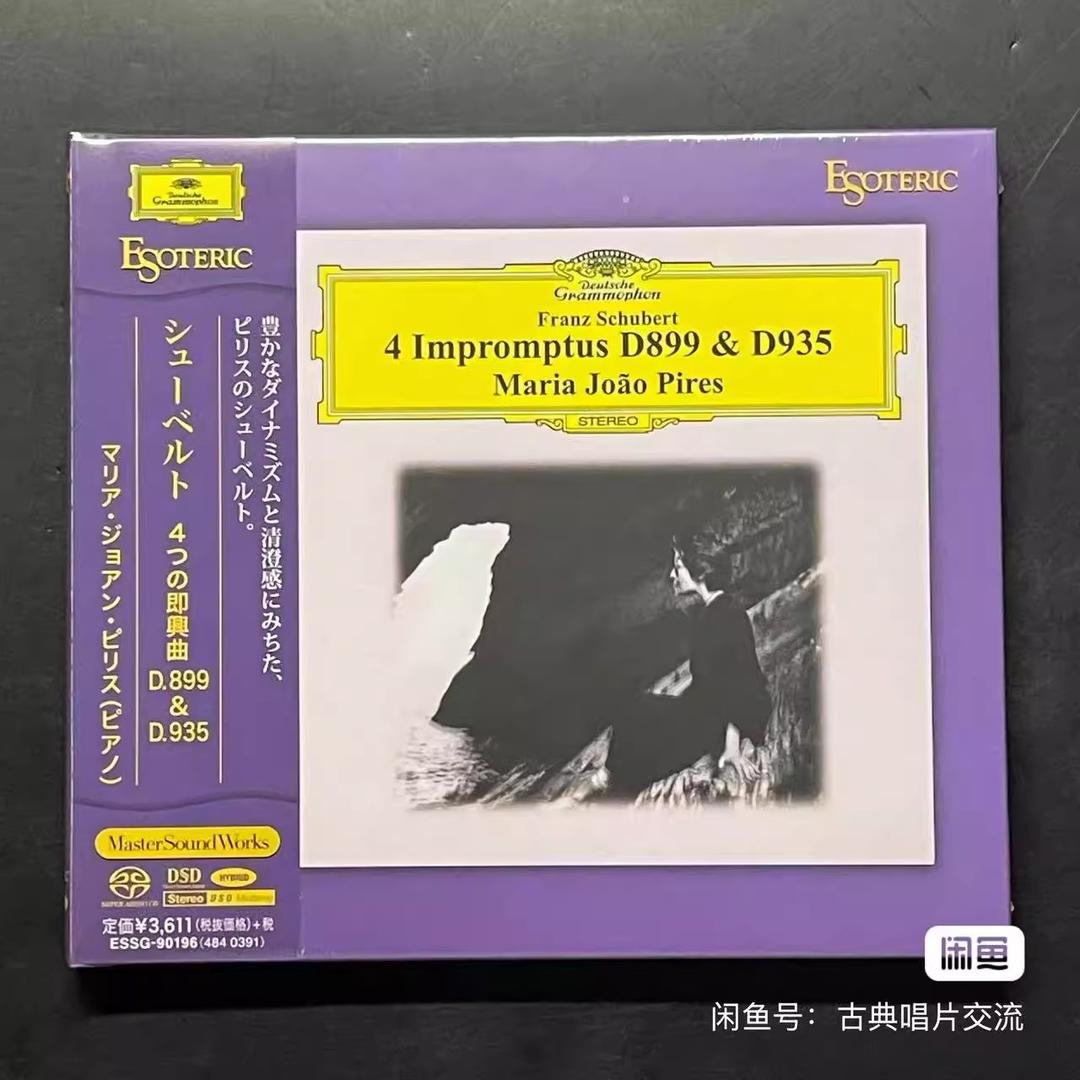 Deutsche
Grammophon
ESOTERIC
豊かなダイナミズムと清澄感にみちた、
ピリスのシューベルト。
シューベルト 4つの即興曲 D.899 & D.935
マリア・ジョアン・ピリス(ピアノ)
MasterSoundWorks
SUPER AUDIO CD
DSD
HYBRID
Stereo DSD
定価¥3,611(税抜価格)+税
ESSG-90196(484 0391)
ESOTERIC
Deutsche
Grammophon
Franz Schubert
4 Impromptus D899 & D935
Maria João Pires
STEREO
闲鱼
闲鱼号：古典唱片交流